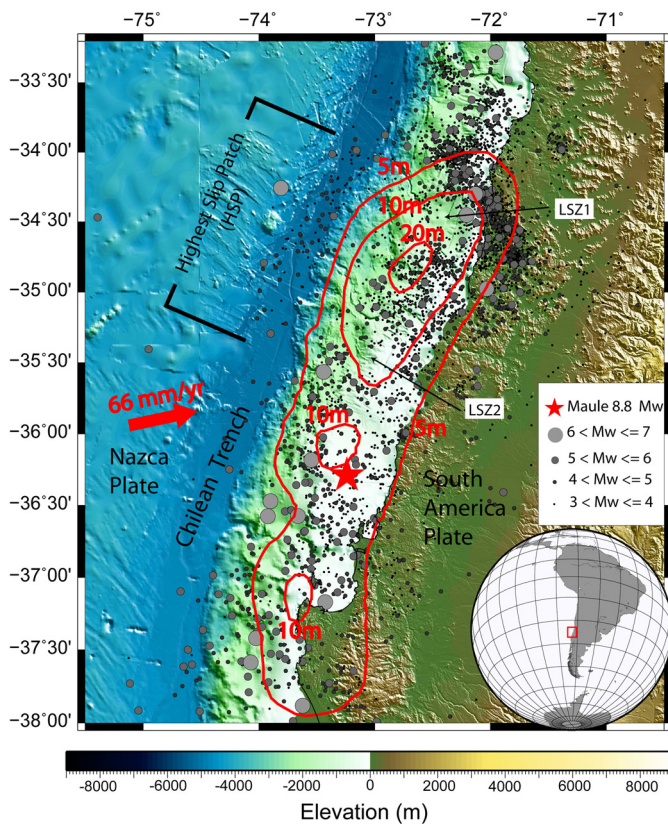 −75°
−74°
−73°
−72°
−71°
−33°30'
−34°00'
−34°30'
−35°00'
−35°30'
−36°00'
−36°30'
−37°00'
−37°30'
−38°00'
Highest Slip Patch
(HSP)
5m
10m
20m
LSZ1
LSZ2
66 mm/yr
10m
5m
Nazca
Plate
Chilean Trench
South
America
Plate
10m
Maule 8.8 Mw
6 < Mw <= 7
5 < Mw <= 6
4 < Mw <= 5
3 < Mw <= 4
-8000
-6000
-4000
-2000
0
2000
4000
6000
8000
Elevation (m)